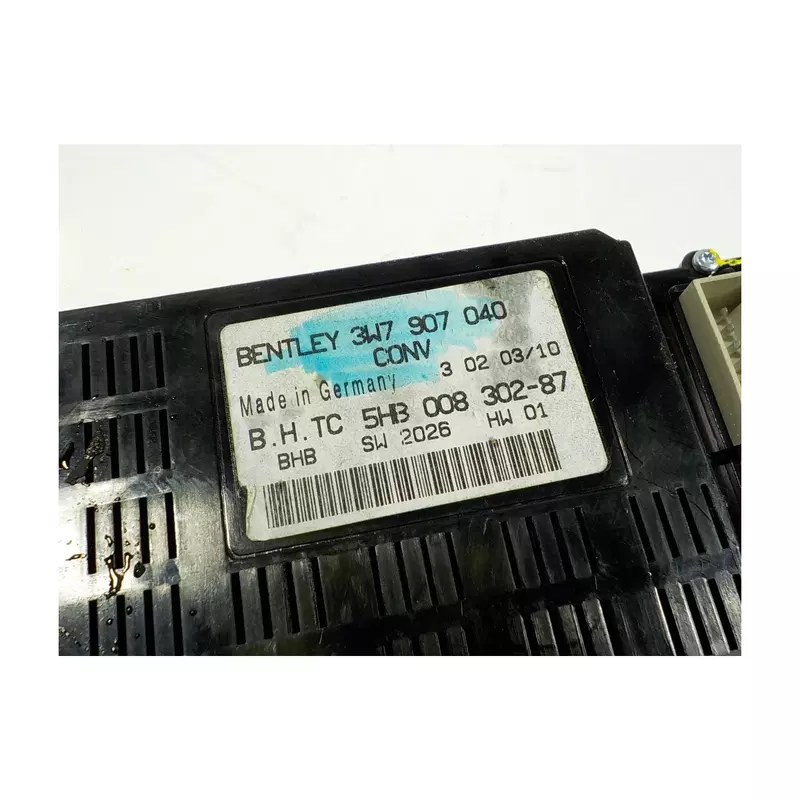 BENTLEY 3W7 907 040
CONV
Made in Germany 3 02 03/10
B.H.TC 5HB 008 302-87
BHB SW 2026 HW 01